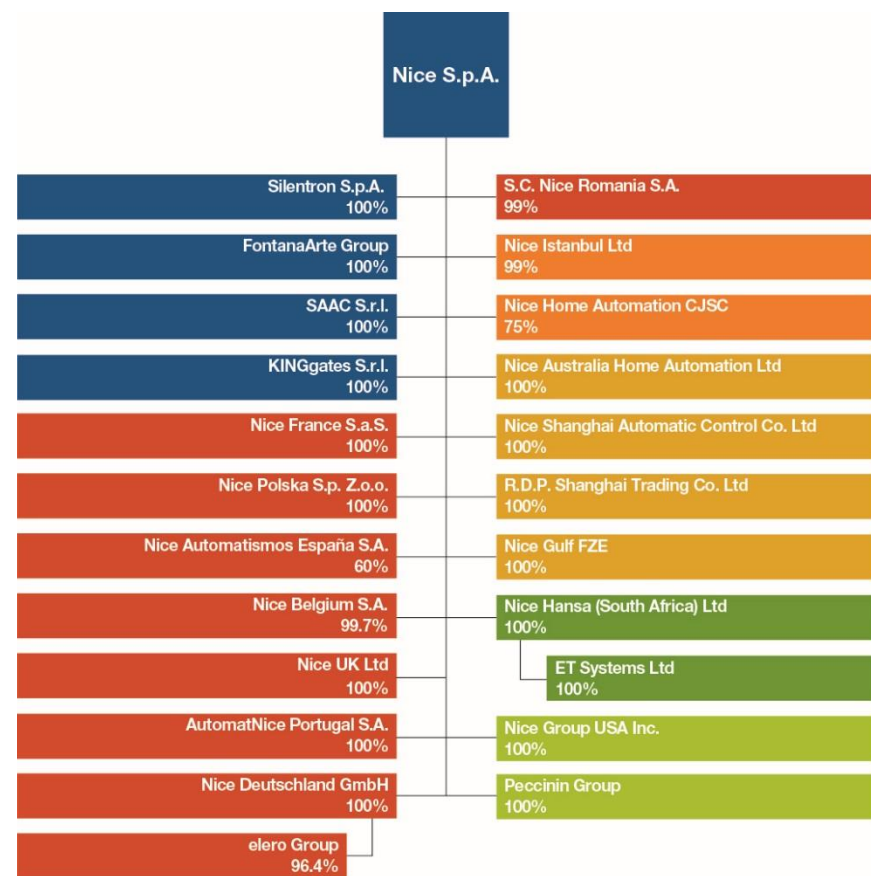 Nice S.p.A.
Silentron S.p.A.
100%
FontanaArte Group
100%
SAAC S.r.l.
100%
KINGgates S.r.l.
100%
Nice France S.a.S.
100%
Nice Polska S.p. Z.o.o.
100%
Nice Automatismos España S.A.
60%
Nice Belgium S.A.
99.7%
Nice UK Ltd
100%
AutomatNice Portugal S.A.
100%
Nice Deutschland GmbH
100%
elero Group
96.4%
S.C. Nice Romania S.A.
99%
Nice Istanbul Ltd
99%
Nice Home Automation CJSC
75%
Nice Australia Home Automation Ltd
100%
Nice Shanghai Automatic Control Co. Ltd
100%
R.D.P. Shanghai Trading Co. Ltd
100%
Nice Gulf FZE
100%
Nice Hansa (South Africa) Ltd
100%
ET Systems Ltd
100%
Nice Group USA Inc.
100%
Peccinin Group
100%